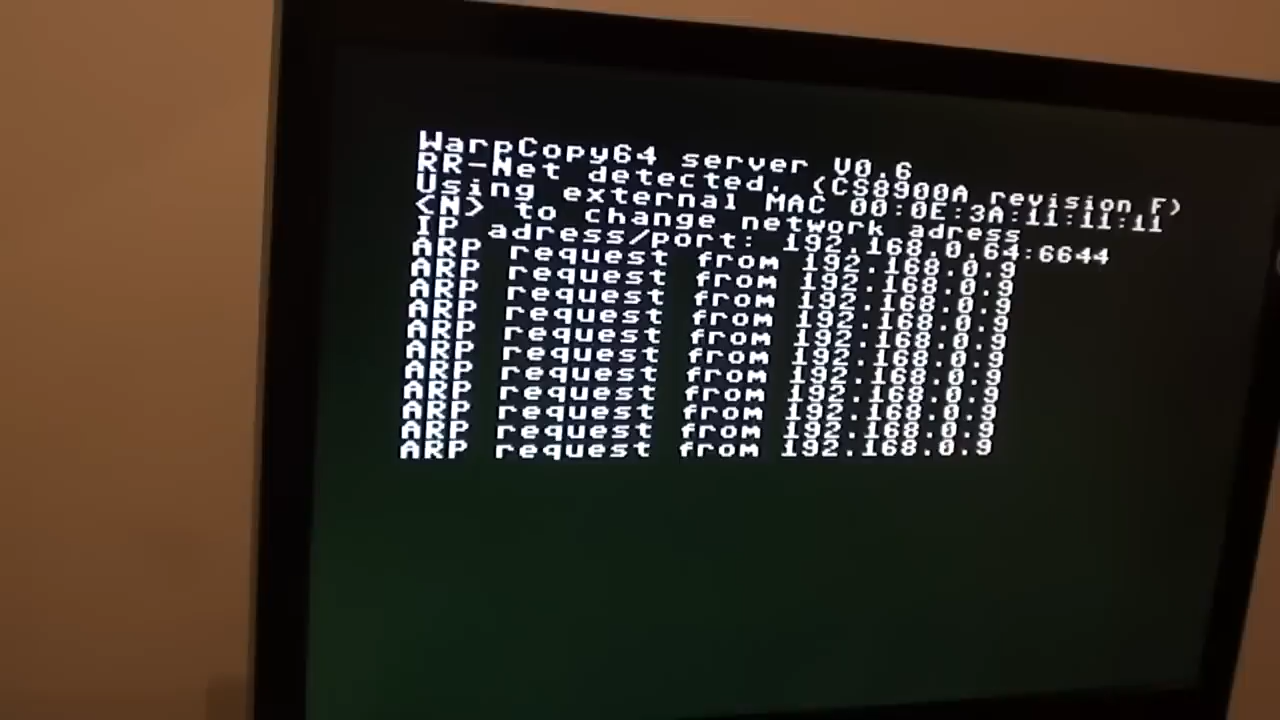 WarpCopy64 server V0.6
RR-Net detected. (CS8900A revision F)
Using external MAC 00:0E:3A:11:11:11
<N> to change network adress
IP adress/port: 192.168.0.64:6644
ARP request from 192.168.0.9
ARP request from 192.168.0.9
ARP request from 192.168.0.9
ARP request from 192.168.0.9
ARP request from 192.168.0.9
ARP request from 192.168.0.9
ARP request from 192.168.0.9
ARP request from 192.168.0.9
ARP request from 192.168.0.9
ARP request from 192.168.0.9
ARP request from 192.168.0.9